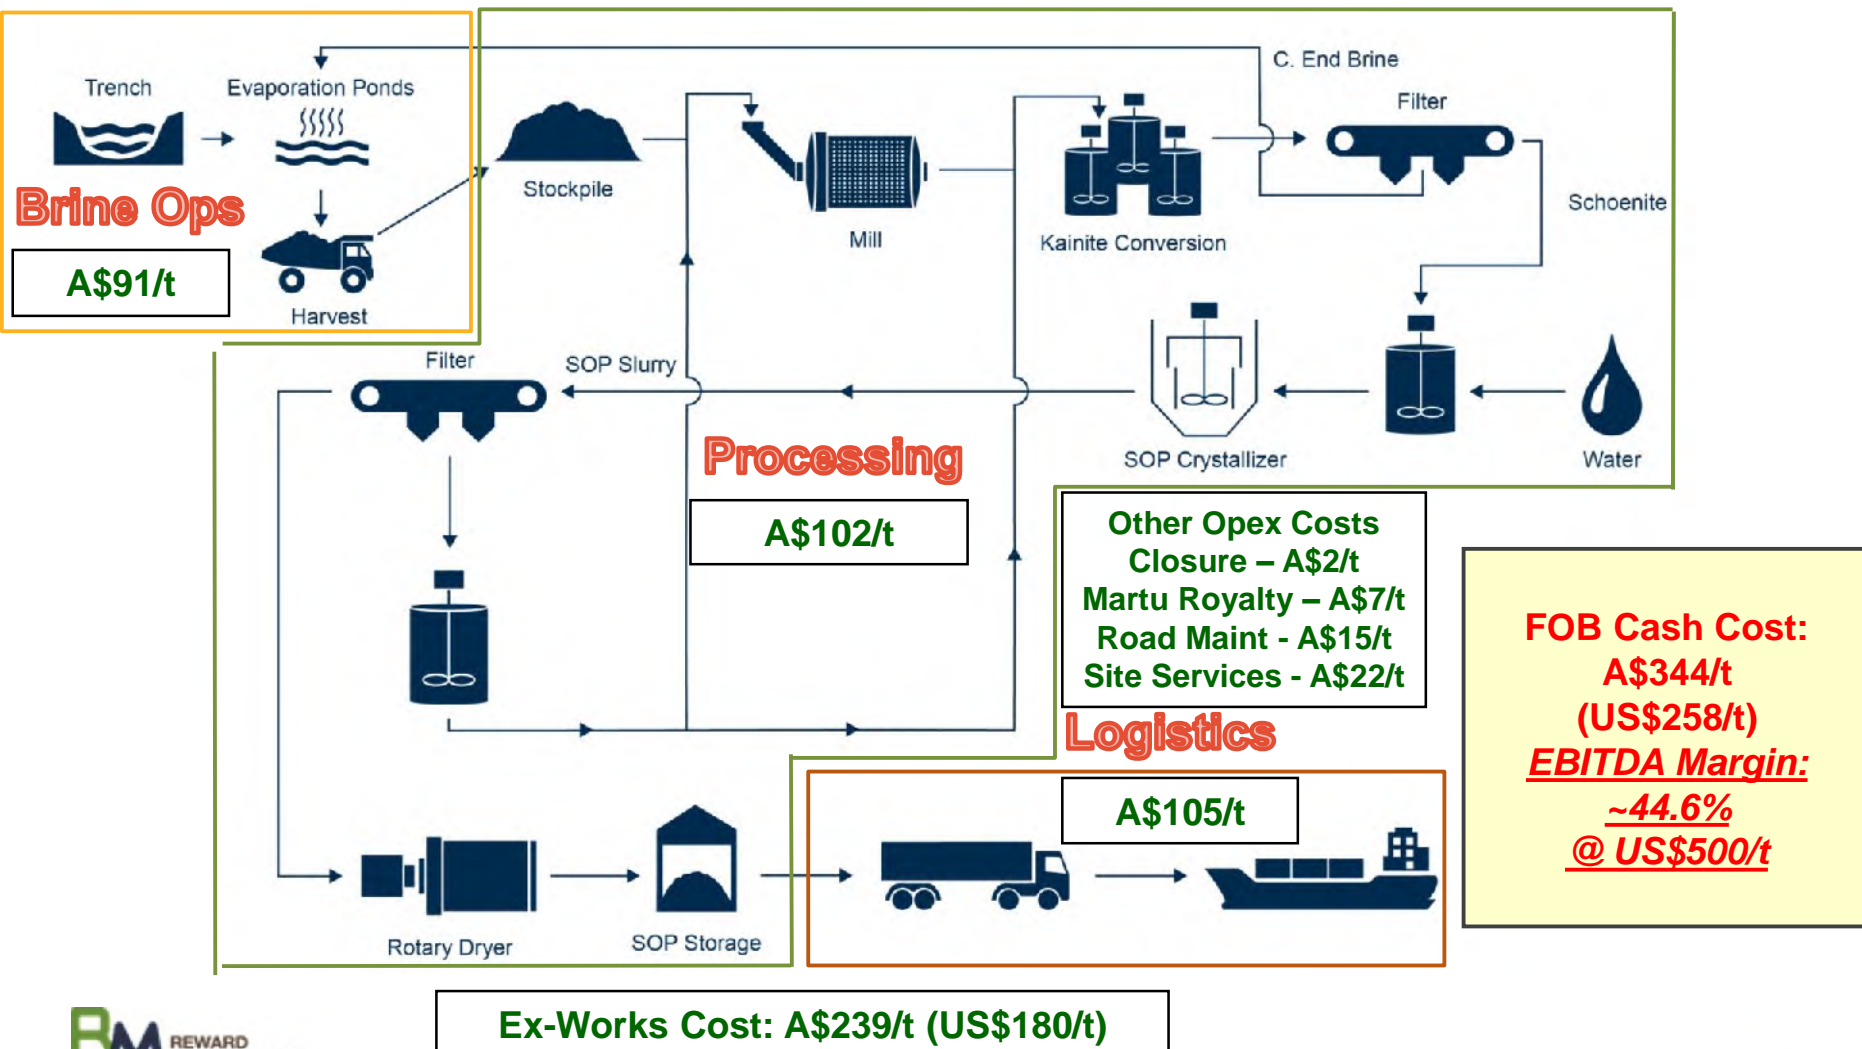 C. End Brine
Trench
Evaporation Ponds
Filter
Brine Ops
Stockpile
Schoenite
Mill
Kainite Conversion
A$91/t
Harvest
Filter
SOP Slurry
Processing
SOP Crystallizer
Water
A$102/t
Other Opex Costs
Closure – A$2/t
Martu Royalty – A$7/t
Road Maint - A$15/t
Site Services - A$22/t
FOB Cash Cost:
A$344/t
(US$258/t)
EBITDA Margin:
~44.6%
@ US$500/t
Logistics
A$105/t
Rotary Dryer
SOP Storage
Ex-Works Cost: A$239/t (US$180/t)
RM
REWARD